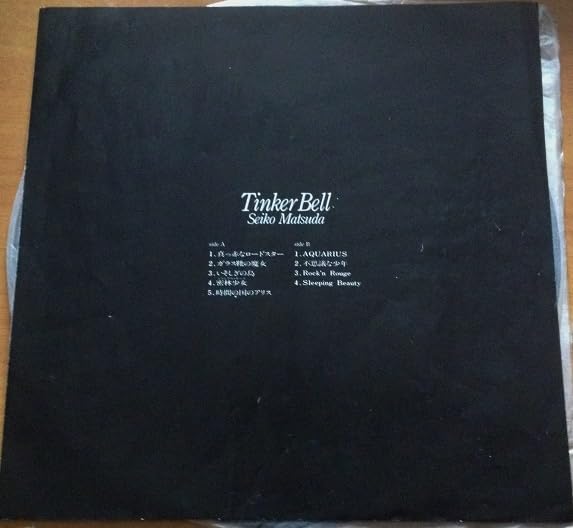 Tinker Bell
Seiko Matsuda
side A
1. 真っ赤なロードスター
2. ガラス靴の魔女
3. いそしぎの島
4. 密林少女
5. 時間の国のアリス
side B
1. AQUARIUS
2. 不思議な少年
3. Rock'n Rouge
4. Sleeping Beauty